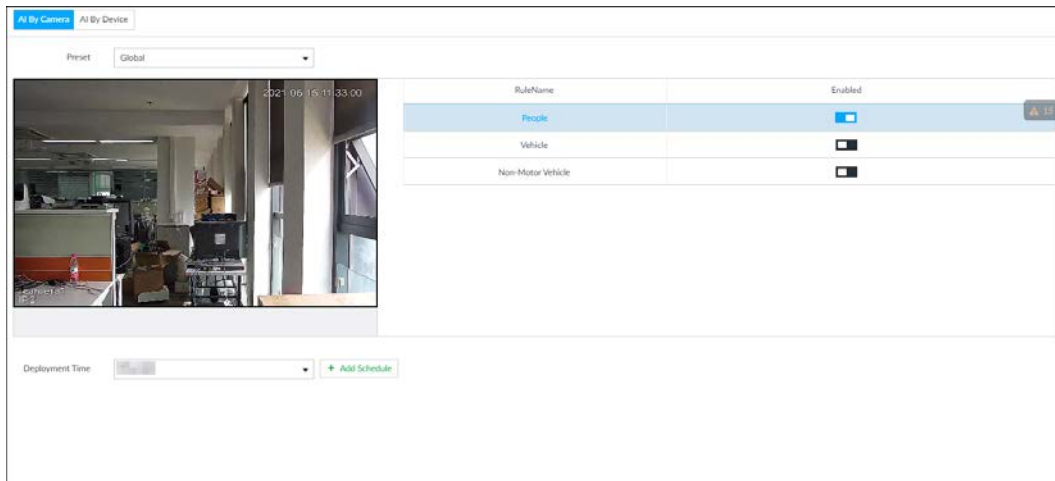 AI By Camera AI By Device
Preset Global
2021-06-15 11:33:00
RuleName Enabled
People
15
Vehicle
Non-Motor Vehicle
Deployment Time + Add Schedule